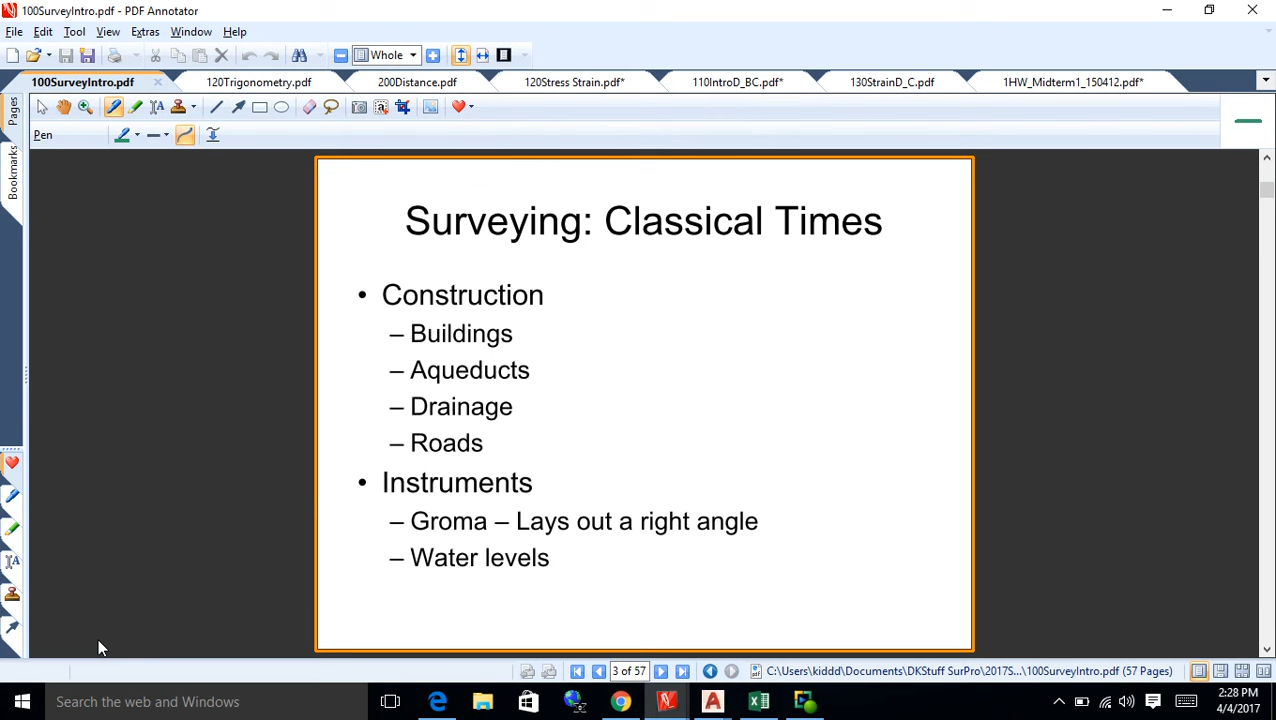 100SurveyIntro.pdf - PDF Annotator
File Edit Tool View Extras Window Help
Whole
100SurveyIntro.pdf 120Trigonometry.pdf 200Distance.pdf 120Stress Strain.pdf* 110IntroD_BC.pdf* 130StrainD_C.pdf 1HW_Midterm1_150412.pdf*
Pen
Pages
Bookmarks
Surveying: Classical Times
• Construction
– Buildings
– Aqueducts
– Drainage
– Roads
• Instruments
– Groma – Lays out a right angle
– Water levels
3 of 57 C:\Users\kiddd\Documents\DKStuff SurPro\2017S...\100SurveyIntro.pdf (57 Pages)
Search the web and Windows
2:28 PM
4/4/2017